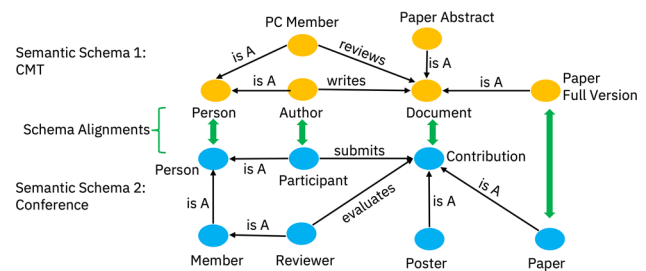 PC Member
Paper Abstract
Semantic Schema 1:
CMT
is A
reviews
is A
is A
writes
is A
Paper
Full Version
Person
Author
Document
Schema Alignments
Person
is A
submits
Participant
Contribution
Semantic Schema 2:
Conference
is A
is A
evaluates
is A
is A
Member
Reviewer
Poster
Paper